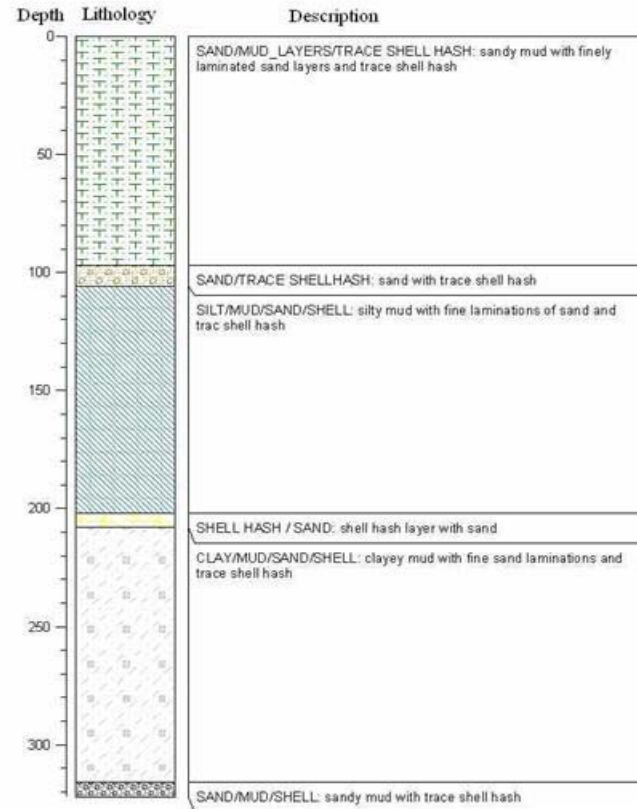 Depth Lithology Description
0
SAND/MUD_LAYERS/TRACE SHELL HASH: sandy mud with finely
laminated sand layers and trace shell hash
50
100
SAND/TRACE SHELLHASH: sand with trace shell hash
SILT/MUD/SAND/SHELL: silty mud with fine laminations of sand and
trac shell hash
150
200
SHELL HASH / SAND: shell hash layer with sand
CLAY/MUD/SAND/SHELL: clayey mud with fine sand laminations and
trace shell hash
250
300
SAND/MUD/SHELL: sandy mud with trace shell hash